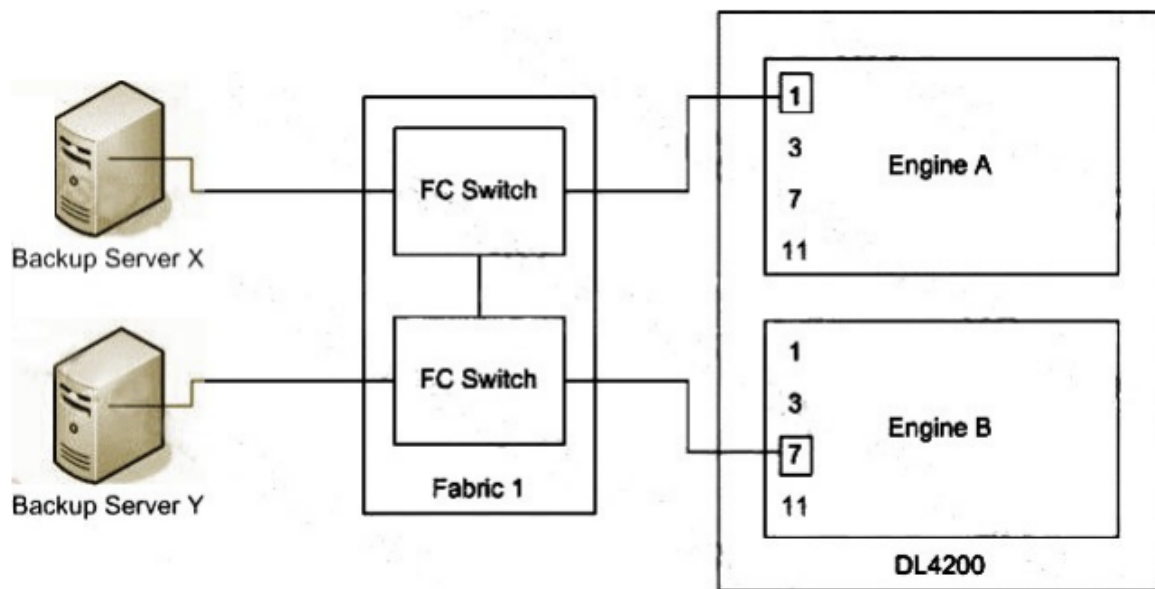 Backup Server X
Backup Server Y
FC Switch
FC Switch
Fabric 1
1
3
7
11
Engine A
1
3
7
11
Engine B
DL4200